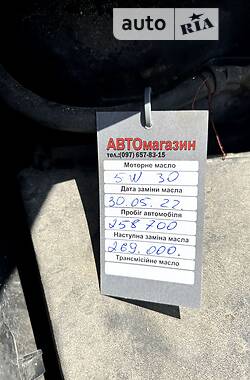 auto RIA
АВТОмагазин
тел.:(097) 657-83-15
Моторне масло
5W 30
Дата заміни масла
30.05.22.
Пробіг автомобіля
258 700
Наступна заміна масла
269.000.
Трансмісійне масло